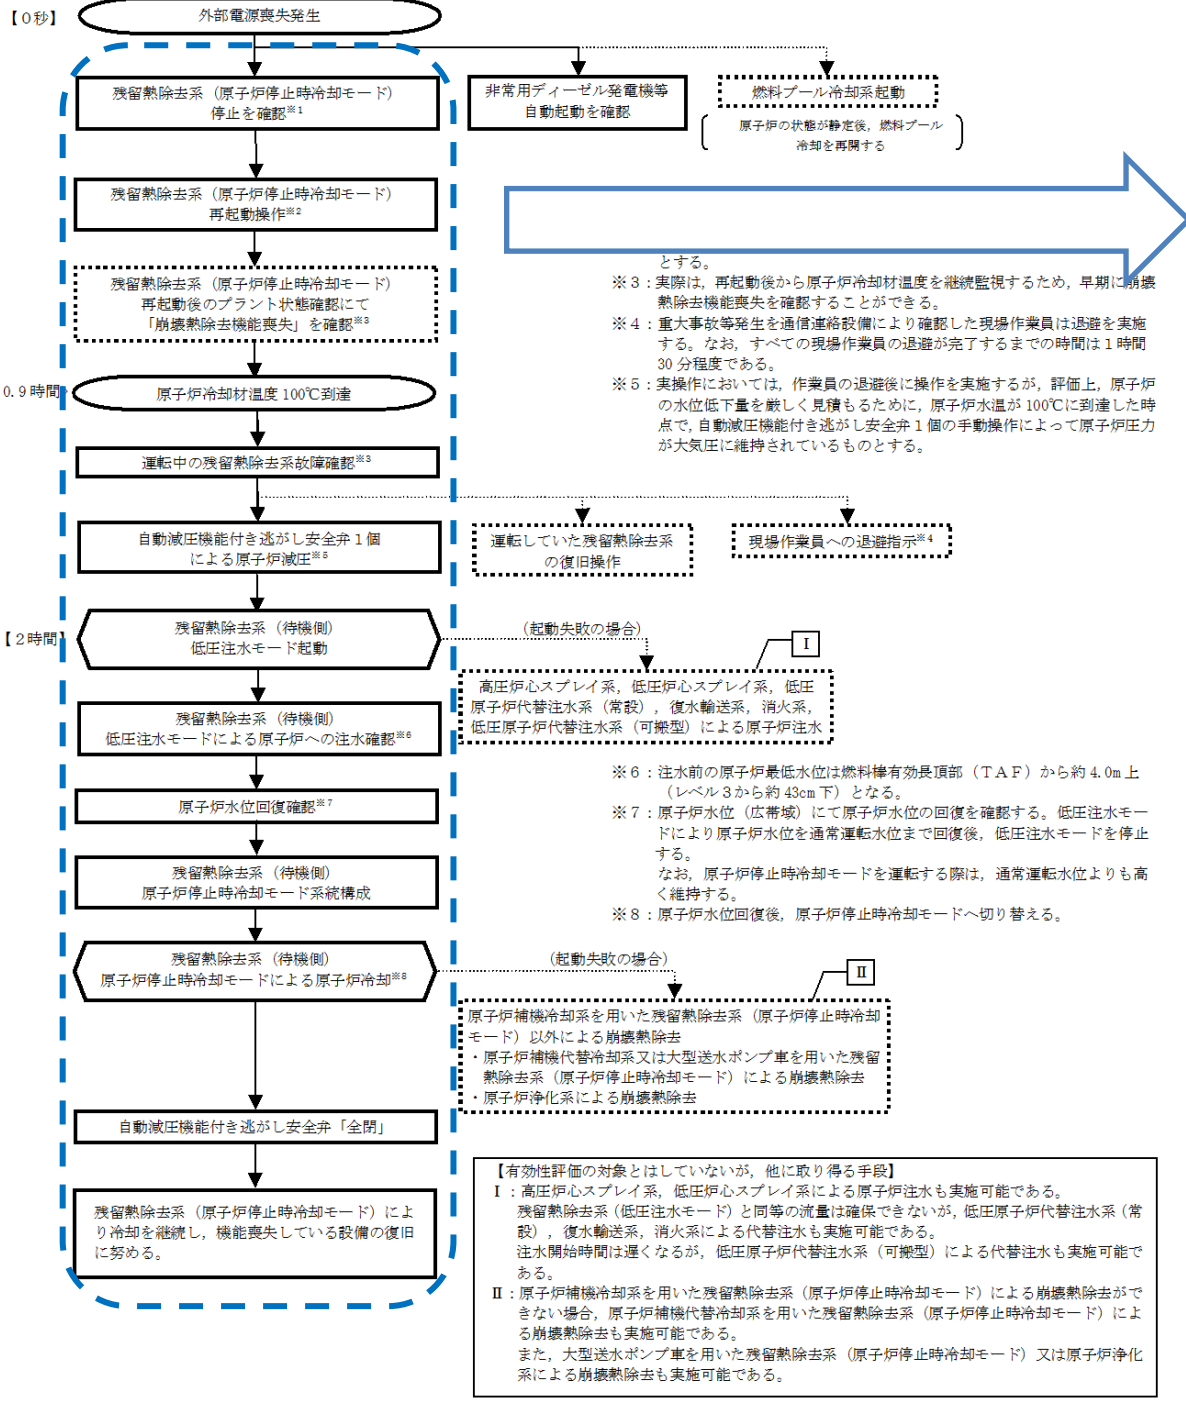 【0秒】
外部電源喪失発生
残留熱除去系（原子炉停止時冷却モード）
停止を確認※1
非常用ディーゼル発電機等
自動起動を確認
燃料プール冷却系起動
原子炉の状態が静定後，燃料プール
冷却を再開する
残留熱除去系（原子炉停止時冷却モード）
再起動操作※2
残留熱除去系（原子炉停止時冷却モード）
再起動後のプラント状態確認にて
「崩壊熱除去機能喪失」を確認※3
とする。
※3：実際は，再起動後から原子炉冷却材温度を継続監視するため，早期に崩壊
熱除去機能喪失を確認することができる。
※4：重大事故等発生を通信連絡設備により確認した現場作業員は退避を実施
する。なお，すべての現場作業員の退避が完了するまでの時間は1時間
30分程度である。
※5：実操作においては，作業員の退避後に操作を実施するが，評価上，原子炉
の水位低下量を厳しく見積もるために，原子炉水温が100℃に到達した時
点で，自動減圧機能付き逃がし安全弁1個の手動操作によって原子炉圧力
が大気圧に維持されているものとする。
0.9時間
原子炉冷却材温度100℃到達
運転中の残留熱除去系故障確認※3
自動減圧機能付き逃がし安全弁1個
による原子炉減圧※5
運転していた残留熱除去系
の復旧操作
現場作業員への退避指示※4
【2時間】
残留熱除去系（待機側）
低圧注水モード起動
（起動失敗の場合）
Ⅰ
高圧炉心スプレイ系，低圧炉心スプレイ系，低圧
原子炉代替注水系（常設），復水輸送系，消火系，
低圧原子炉代替注水系（可搬型）による原子炉注水
残留熱除去系（待機側）
低圧注水モードによる原子炉への注水確認※6
原子炉水位回復確認※7
※6：注水前の原子炉最低水位は燃料棒有効長頂部（TAF）から約4.0m上
（レベル3から約43cm下）となる。
※7：原子炉水位（広帯域）にて原子炉水位の回復を確認する。低圧注水モー
ドにより原子炉水位を通常運転水位まで回復後，低圧注水モードを停止
する。
なお，原子炉停止時冷却モードを運転する際は，通常運転水位よりも高
く維持する。
※8：原子炉水位回復後，原子炉停止時冷却モードへ切り替える。
残留熱除去系（待機側）
原子炉停止時冷却モード系統構成
残留熱除去系（待機側）
原子炉停止時冷却モードによる原子炉冷却※8
（起動失敗の場合）
Ⅱ
原子炉補機冷却系を用いた残留熱除去系（原子炉停止時冷却
モード）以外による崩壊熱除去
・原子炉補機代替冷却系又は大型送水ポンプ車を用いた残留
熱除去系（原子炉停止時冷却モード）による崩壊熱除去
・原子炉浄化系による崩壊熱除去
自動減圧機能付き逃がし安全弁「全閉」
残留熱除去系（原子炉停止時冷却モード）によ
り冷却を継続し，機能喪失している設備の復旧
に努める。
【有効性評価の対象とはしていないが，他に取り得る手段】
Ⅰ：高圧炉心スプレイ系，低圧炉心スプレイ系による原子炉注水も実施可能である。
残留熱除去系（低圧注水モード）と同等の流量は確保できないが，低圧原子炉代替注水系（常
設），復水輸送系，消火系による代替注水も実施可能である。
注水開始時間は遅くなるが，低圧原子炉代替注水系（可搬型）による代替注水も実施可能で
ある。
Ⅱ：原子炉補機冷却系を用いた残留熱除去系（原子炉停止時冷却モード）による崩壊熱除去がで
きない場合，原子炉補機代替冷却系を用いた残留熱除去系（原子炉停止時冷却モード）によ
る崩壊熱除去も実施可能である。
また，大型送水ポンプ車を用いた残留熱除去系（原子炉停止時冷却モード）又は原子炉浄化
系による崩壊熱除去も実施可能である。